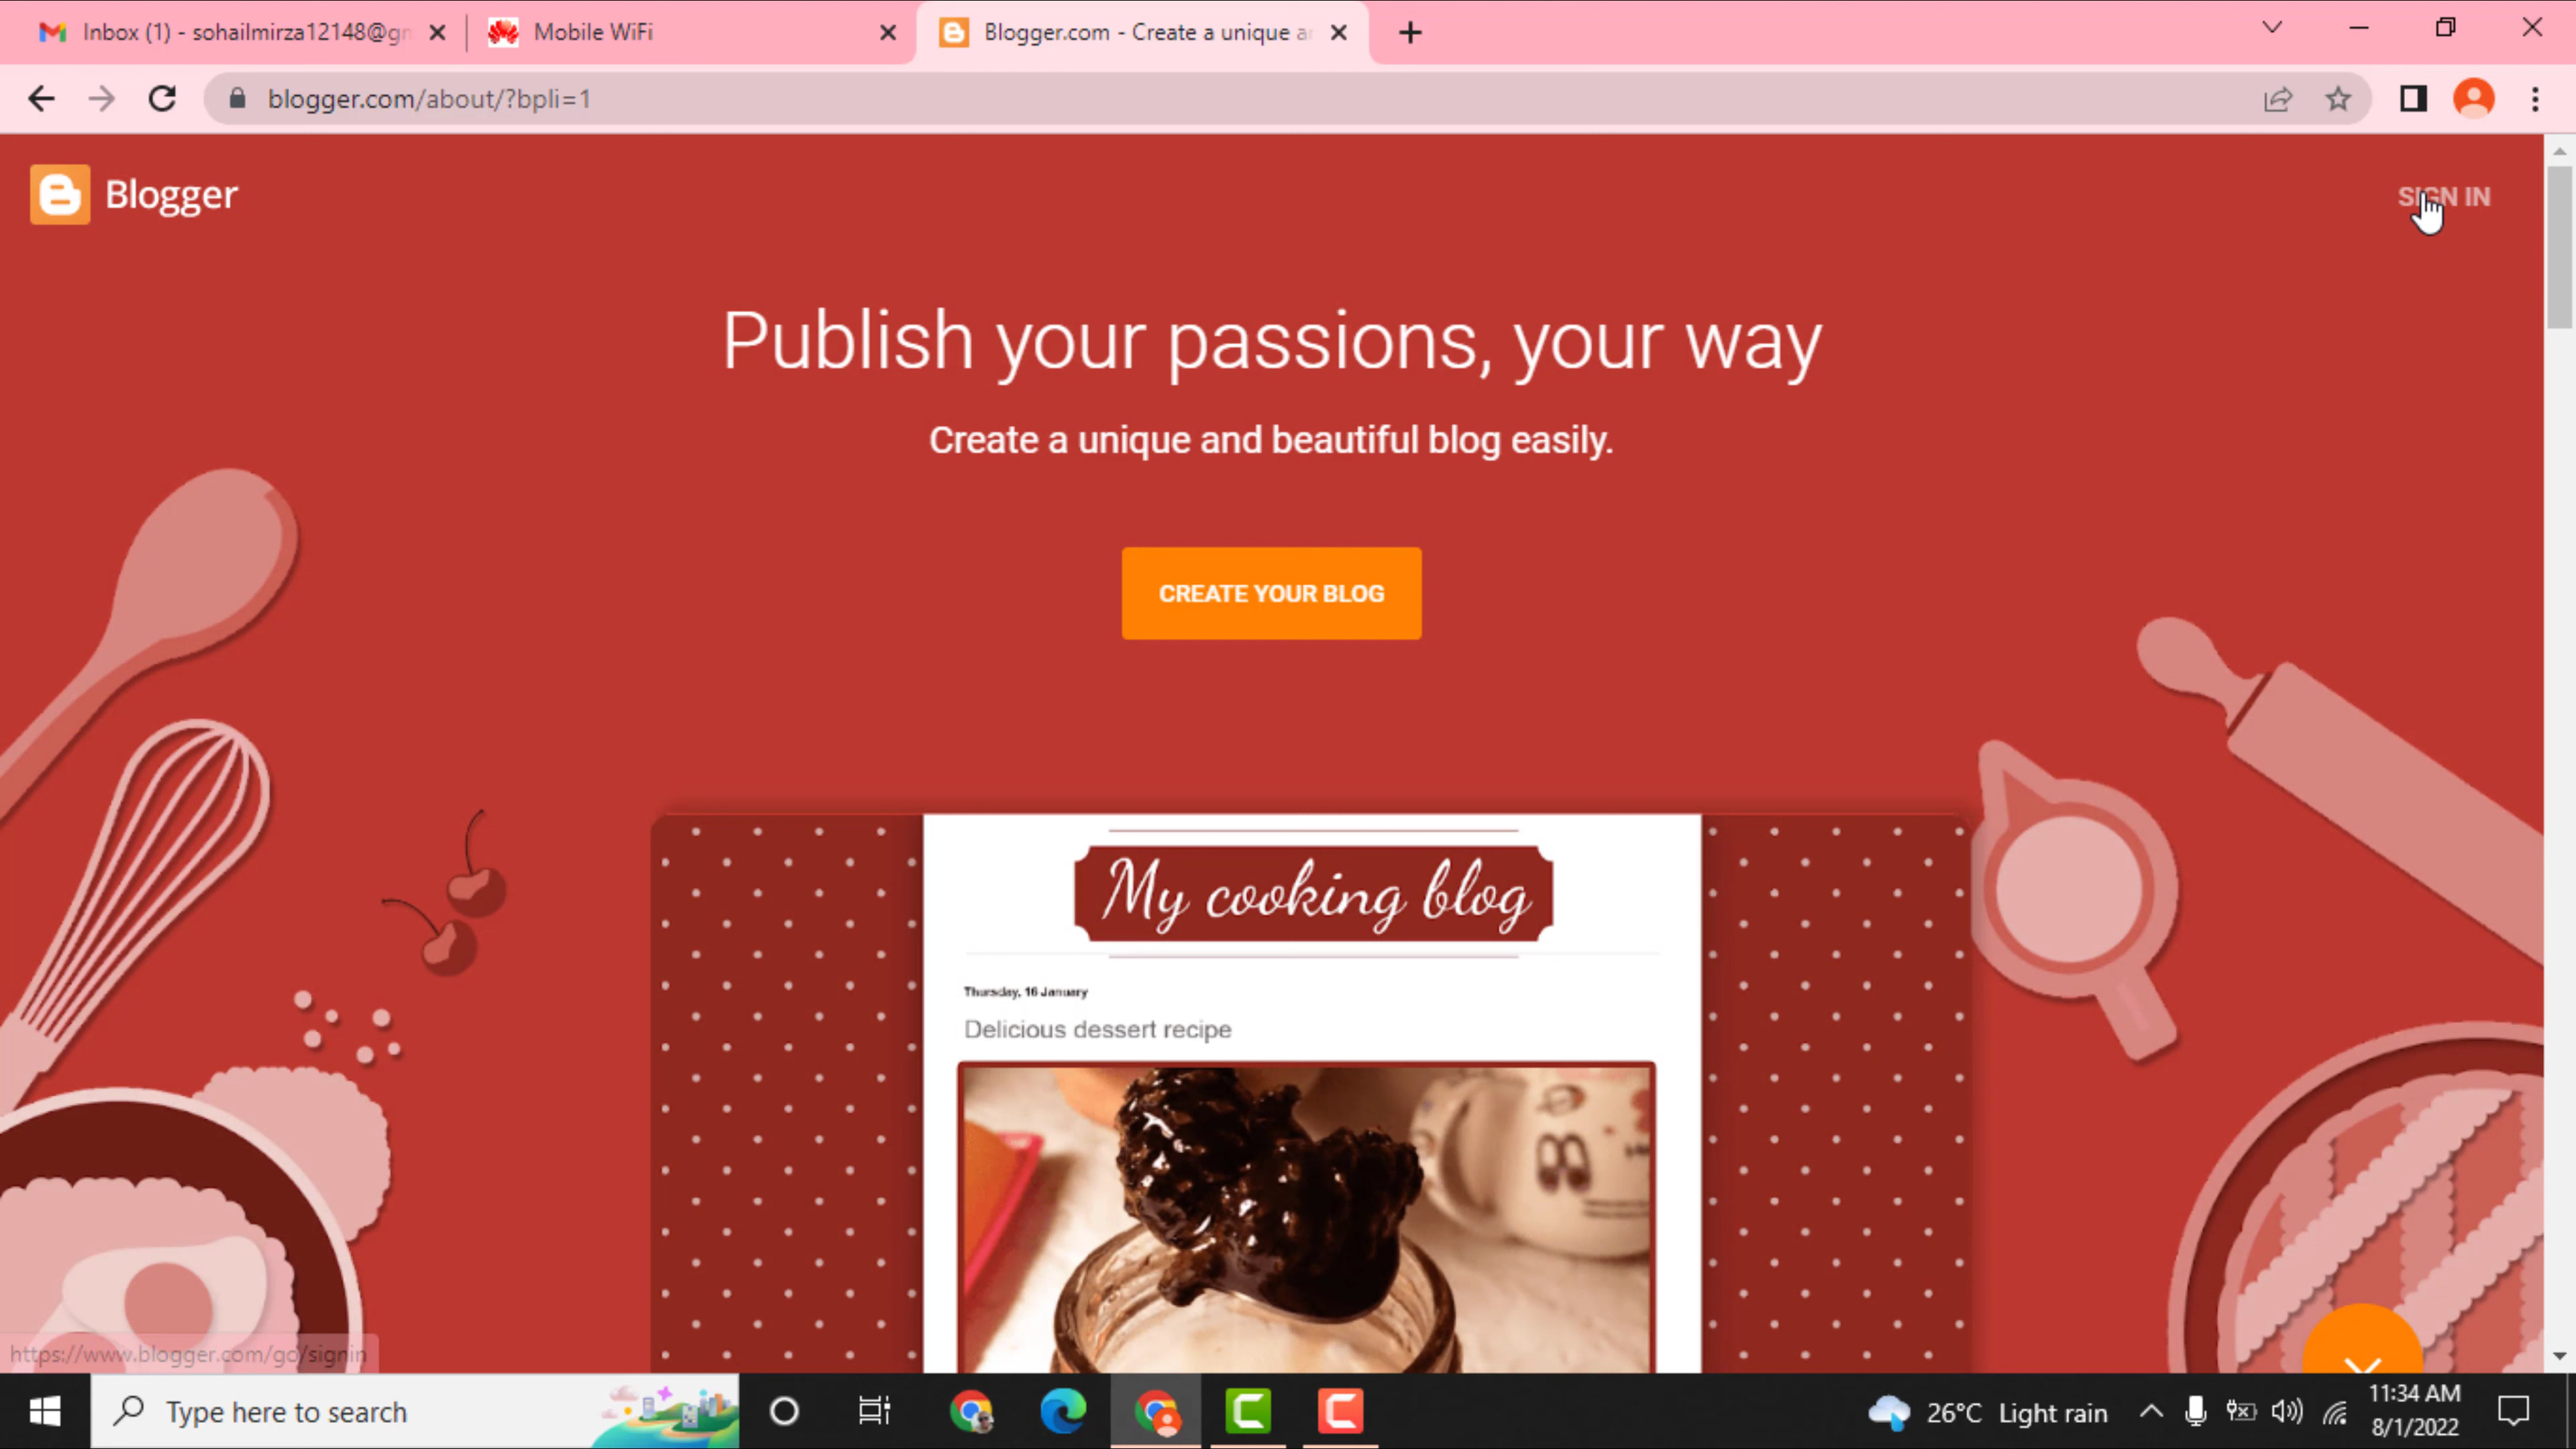 Inbox (1) - sohailmirza12148@gm
Mobile WiFi
Blogger.com - Create a unique a
blogger.com/about/?bpli=1
Blogger
SIGN IN
Publish your passions, your way
Create a unique and beautiful blog easily.
CREATE YOUR BLOG
My cooking blog
Thursday, 16 January
Delicious dessert recipe
https://www.blogger.com/go/signin
Type here to search
26°C Light rain
11:34 AM
8/1/2022